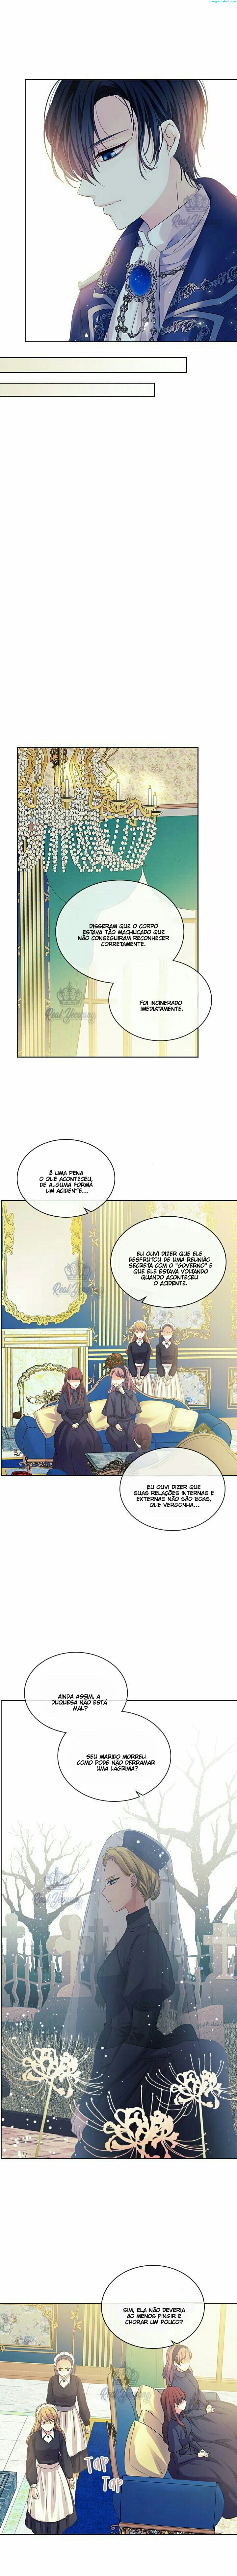 DISSERAM QUE O CORPO
ESTAVA TÃO MACHUCADO QUE
NÃO CONSEGUIRAM RECONHECER
CORRETAMENTE.
FOI INCINERADO
IMEDIATAMENTE.
É UMA PENA
O QUE ACONTECEU,
DE ALGUMA FORMA
UM ACIDENTE...
EU OUVI DIZER QUE ELE
DESFRUTOU DE UMA REUNIÃO
SECRETA COM O "GOVERNO" E
QUE ELE ESTAVA VOLTANDO
QUANDO ACONTECEU
O ACIDENTE.
EU OUVI DIZER QUE
SUAS RELAÇÕES INTERNAS E
EXTERNAS NÃO SÃO BOAS,
QUE VERGONHA...
AINDA ASSIM, A
DUQUESA NÃO ESTÁ
MAL?
SEU MARIDO MORREU
COMO PODE NÃO DERRAMAR
UMA LÁGRIMA?
SIM, ELA NÃO DEVERIA
AO MENOS FINGIR E
CHORAR UM POUCO?
TAP
TAP